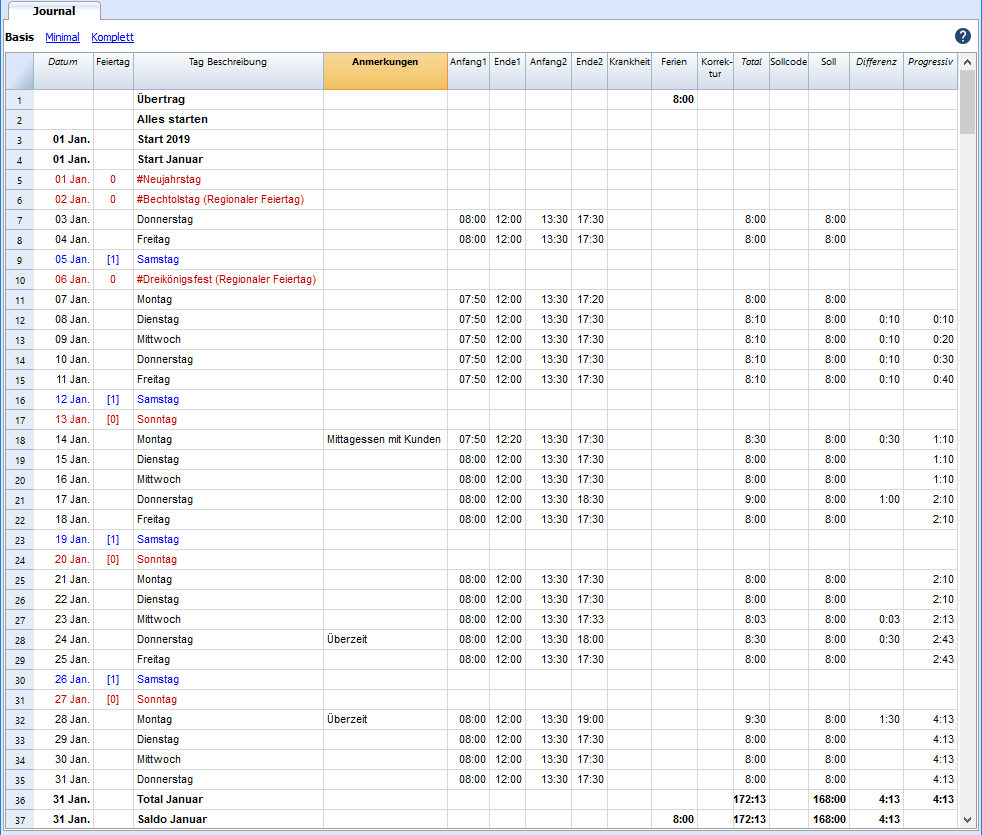 Journal
Basis Minimal Komplett ?
Datum Feiertag Tag Beschreibung Anmerkungen Anfang1 Ende1 Anfang2 Ende2 Krankheit Ferien Korrek- Total Sollcode Soll Differenz Progressiv
tur
1 Übertrag 8:00
2 Alles starten
3 01 Jan. Start 2019
4 01 Jan. Start Januar
5 01 Jan. 0 #Neujahrstag
6 02 Jan. 0 #Bechtolstag (Regionaler Feiertag)
7 03 Jan. Donnerstag 08:00 12:00 13:30 17:30 8:00 8:00
8 04 Jan. Freitag 08:00 12:00 13:30 17:30 8:00 8:00
9 05 Jan. [1] Samstag
10 06 Jan. 0 #Dreikönigsfest (Regionaler Feiertag)
11 07 Jan. Montag 07:50 12:00 13:30 17:20 8:00 8:00
12 08 Jan. Dienstag 07:50 12:00 13:30 17:30 8:10 8:00 0:10 0:10
13 09 Jan. Mittwoch 07:50 12:00 13:30 17:30 8:10 8:00 0:10 0:20
14 10 Jan. Donnerstag 07:50 12:00 13:30 17:30 8:10 8:00 0:10 0:30
15 11 Jan. Freitag 07:50 12:00 13:30 17:30 8:10 8:00 0:10 0:40
16 12 Jan. [1] Samstag
17 13 Jan. [0] Sonntag
18 14 Jan. Montag Mittagessen mit Kunden 07:50 12:20 13:30 17:30 8:30 8:00 0:30 1:10
19 15 Jan. Dienstag 08:00 12:00 13:30 17:30 8:00 8:00 1:10
20 16 Jan. Mittwoch 08:00 12:00 13:30 17:30 8:00 8:00 1:10
21 17 Jan. Donnerstag 08:00 12:00 13:30 18:30 9:00 8:00 1:00 2:10
22 18 Jan. Freitag 08:00 12:00 13:30 17:30 8:00 8:00 2:10
23 19 Jan. [1] Samstag
24 20 Jan. [0] Sonntag
25 21 Jan. Montag 08:00 12:00 13:30 17:30 8:00 8:00 2:10
26 22 Jan. Dienstag 08:00 12:00 13:30 17:30 8:00 8:00 2:10
27 23 Jan. Mittwoch 08:00 12:00 13:30 17:33 8:03 8:00 0:03 2:13
28 24 Jan. Donnerstag Überzeit 08:00 12:00 13:30 18:00 8:30 8:00 0:30 2:43
29 25 Jan. Freitag 08:00 12:00 13:30 17:30 8:00 8:00 2:43
30 26 Jan. [1] Samstag
31 27 Jan. [0] Sonntag
32 28 Jan. Montag Überzeit 08:00 12:00 13:30 19:00 9:30 8:00 1:30 4:13
33 29 Jan. Dienstag 08:00 12:00 13:30 17:30 8:00 8:00 4:13
34 30 Jan. Mittwoch 08:00 12:00 13:30 17:30 8:00 8:00 4:13
35 31 Jan. Donnerstag 08:00 12:00 13:30 17:30 8:00 8:00 4:13
36 31 Jan. Total Januar 172:13 168:00 4:13 4:13
37 31 Jan. Saldo Januar 8:00 172:13 168:00 4:13